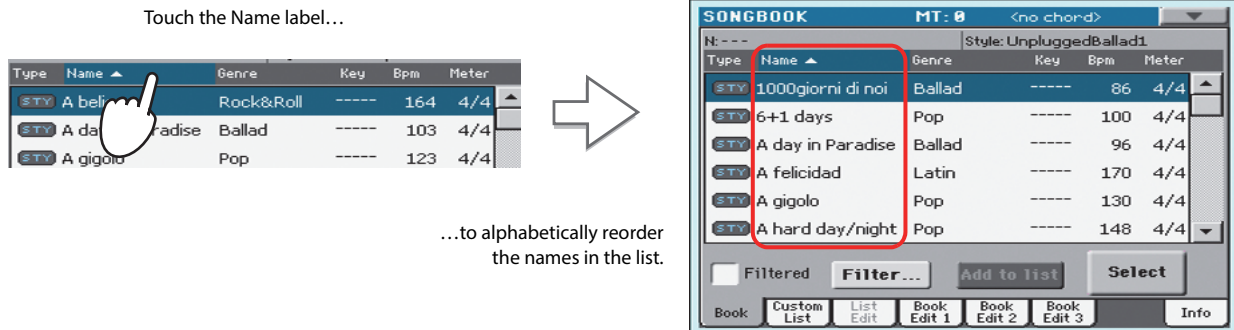 Touch the Name label…
Type Name Genre Key Bpm Meter
STY A beli Rock&Roll ----- 164 4/4
STY A da radise Ballad ----- 103 4/4
STY A gigolo Pop ----- 123 4/4
…to alphabetically reorder
the names in the list.
SONGBOOK MT: 0 <no chord>
N: --- Style: UnpluggedBallad1
Type Name Genre Key Bpm Meter
STY 1000giorni di noi Ballad ----- 86 4/4
STY 6+1 days Pop ----- 100 4/4
STY A day in Paradise Ballad ----- 96 4/4
STY A felicidad Latin ----- 170 4/4
STY A gigolo Pop ----- 130 4/4
STY A hard day/night Pop ----- 148 4/4
Filtered Filter... Add to list Select
Book Custom List List Edit Book Edit 1 Book Edit 2 Book Edit 3 Info